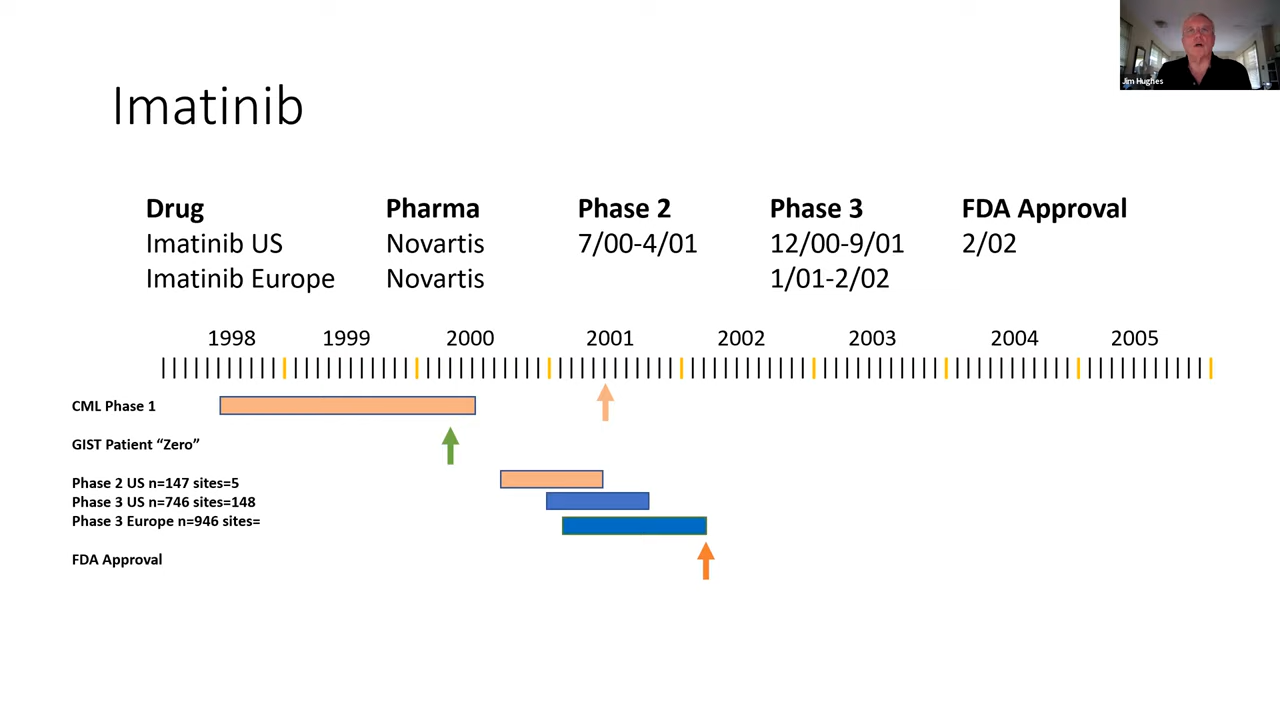 Jim Hughes
Imatinib
Drug Pharma Phase 2 Phase 3 FDA Approval
Imatinib US Novartis 7/00-4/01 12/00-9/01 2/02
Imatinib Europe Novartis 1/01-2/02
1998 1999 2000 2001 2002 2003 2004 2005
CML Phase 1
GIST Patient “Zero”
Phase 2 US n=147 sites=5
Phase 3 US n=746 sites=148
Phase 3 Europe n=946 sites=
FDA Approval